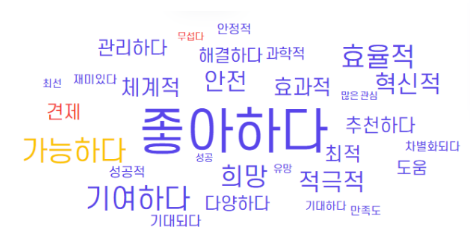 안정적
무섭다
관리하다
해결하다
과학적
효율적
최선
재미있다
체계적
안전
효과적
혁신적
많은 관심
견제
좋아하다
추천하다
가능하다
차별화되다
성공
최적
도움
성공적
희망
유망
적극적
기여하다
다양하다
기대하다
만족도
기대되다